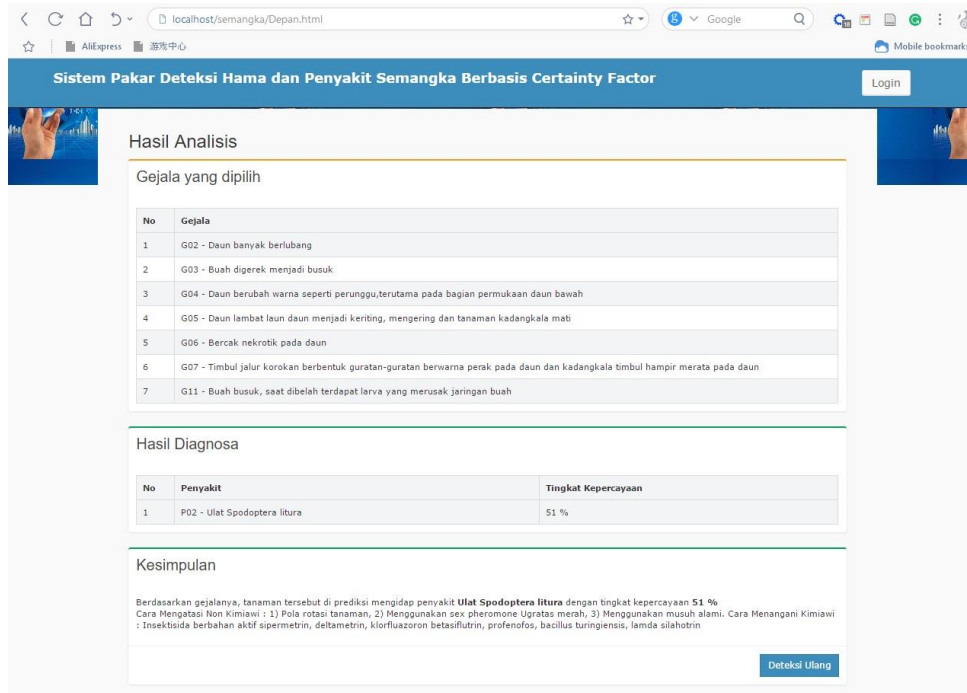 localhost/semangka/Depan.html
Google
AliExpress 游戏中心 Mobile bookmarks
Sistem Pakar Deteksi Hama dan Penyakit Semangka Berbasis Certainty Factor
Login
Hasil Analisis
Gejala yang dipilih
No Gejala
1 G02 - Daun banyak berlubang
2 G03 - Buah digerek menjadi busuk
3 G04 - Daun berubah warna seperti perunggu,terutama pada bagian permukaan daun bawah
4 G05 - Daun lambat laun daun menjadi keriting, mengering dan tanaman kadangkala mati
5 G06 - Bercak nekrotik pada daun
6 G07 - Timbul jalur korokan berbentuk guratan-guratan berwarna perak pada daun dan kadangkala timbul hampir merata pada daun
7 G11 - Buah busuk, saat dibelah terdapat larva yang merusak jaringan buah
Hasil Diagnosa
No Penyakit Tingkat Kepercayaan
1 P02 - Ulat Spodoptera litura 51 %
Kesimpulan
Berdasarkan gejalanya, tanaman tersebut di prediksi mengidap penyakit Ulat Spodoptera litura dengan tingkat kepercayaan 51 %
Cara Mengatasi Non Kimiawi : 1) Pola rotasi tanaman, 2) Menggunakan sex pheromone Ugratas merah, 3) Menggunakan musuh alami. Cara Menangani Kimiawi
: Insektisida berbahan aktif sipermetrin, deltametrin, klorfluazoron betasiflutrin, profenofos, bacillus turingiensis, lamda silahotrin
Deteksi Ulang